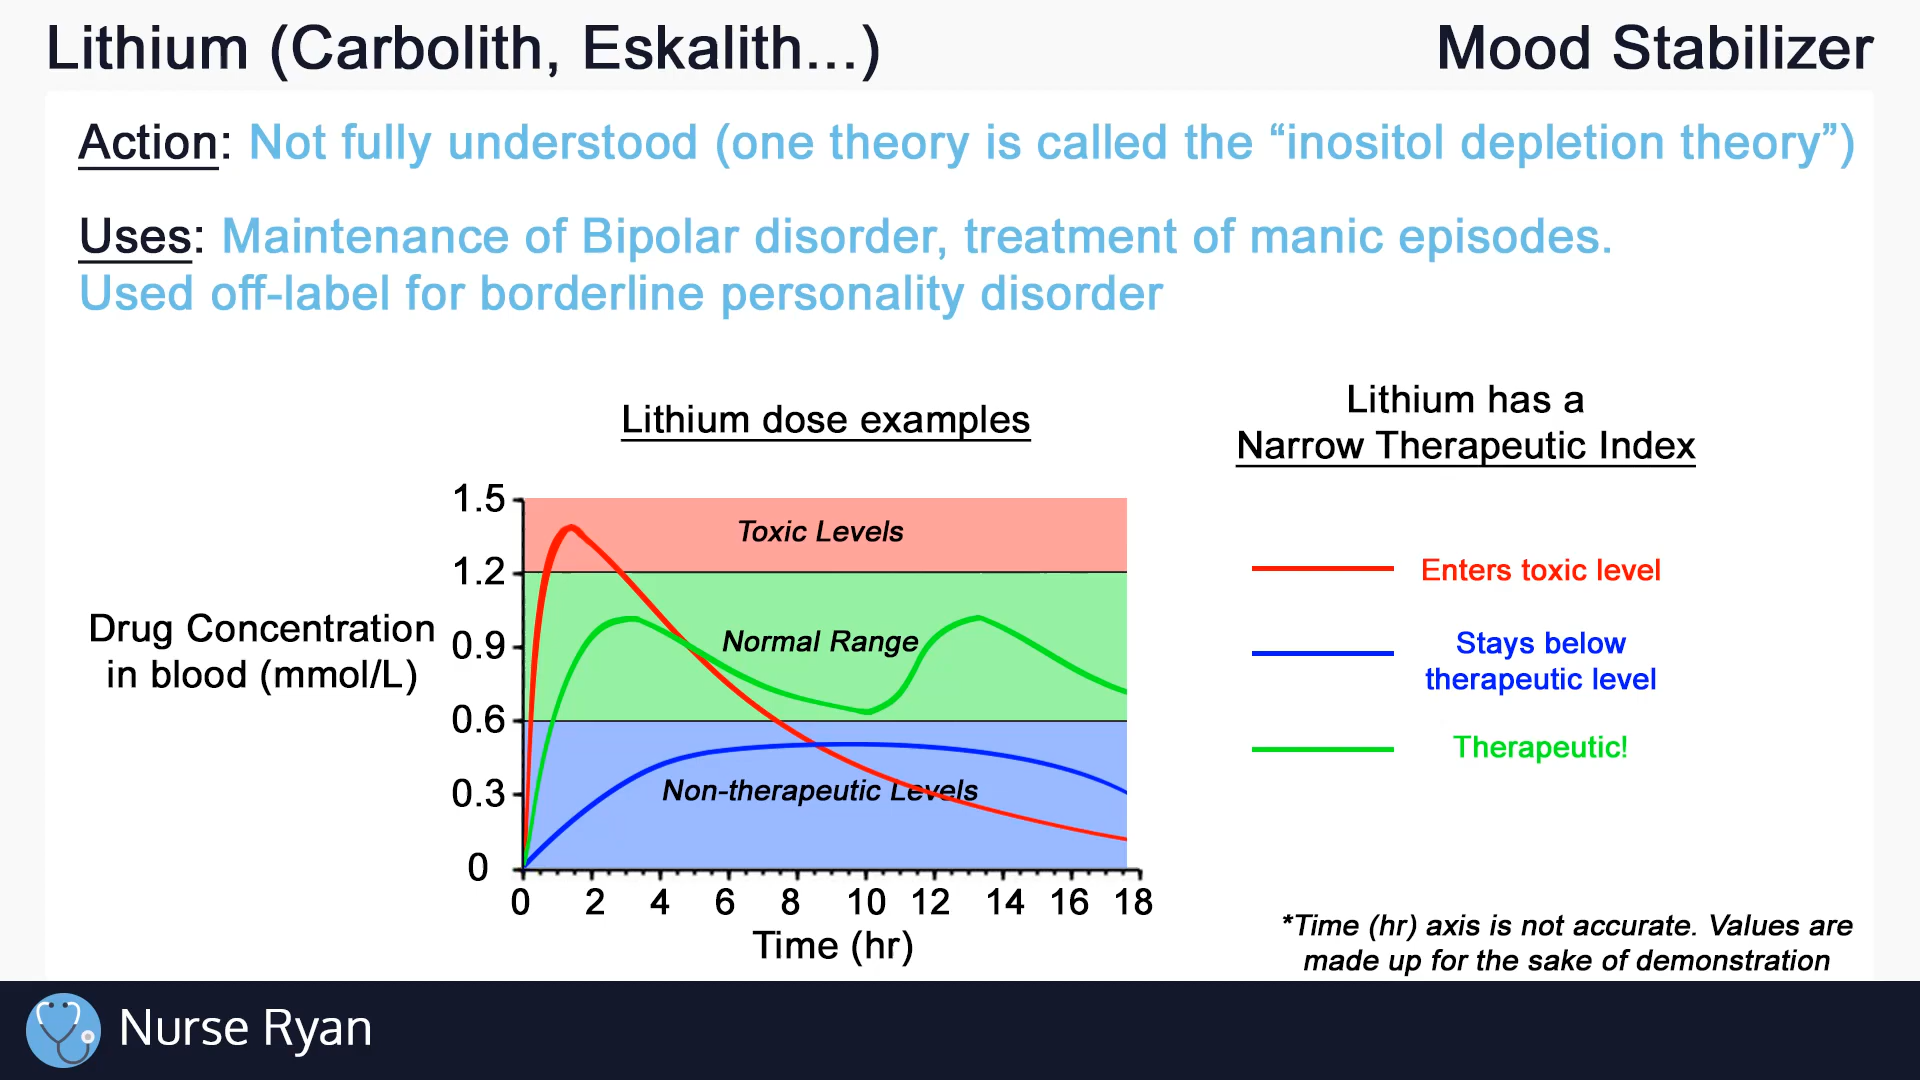 Lithium (Carbolith, Eskalith...)
Mood Stabilizer
Action: Not fully understood (one theory is called the “inositol depletion theory”)
Uses: Maintenance of Bipolar disorder, treatment of manic episodes.
Used off-label for borderline personality disorder
Lithium dose examples
Drug Concentration
in blood (mmol/L)
1.5
1.2
0.9
0.6
0.3
0
Toxic Levels
Normal Range
Non-therapeutic Levels
0 2 4 6 8 10 12 14 16 18
Time (hr)
Lithium has a
Narrow Therapeutic Index
Enters toxic level
Stays below
therapeutic level
Therapeutic!
*Time (hr) axis is not accurate. Values are
made up for the sake of demonstration
Nurse Ryan